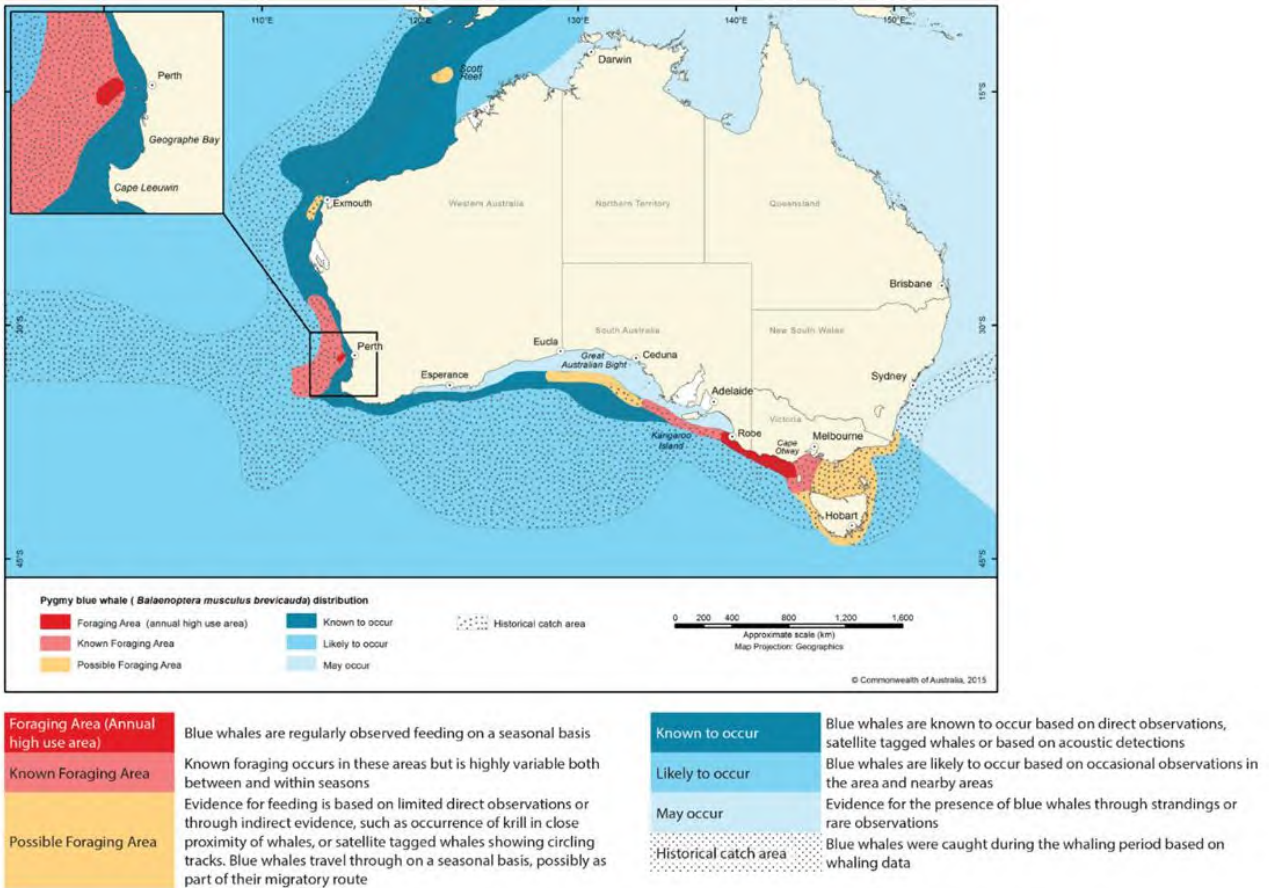 110°E
120°E
130°E
140°E
150°E
Perth
Geographe Bay
Cape Leeuwin
Scott
Reef
Darwin
15°S
15°S
Exmouth
Western Australia
Northern Territory
Queensland
Brisbane
30°S
30°S
South Australia
New South Wales
Perth
Eucla
Great
Australian Bight
Ceduna
Esperance
Sydney
Adelaide
Victoria
Kangaroo
Island
Robe
Cape
Otway
Melbourne
Hobart
45°S
45°S
Pygmy blue whale ( Balaenoptera musculus brevicauda) distribution
Foraging Area (annual high use area)
Known Foraging Area
Possible Foraging Area
Known to occur
Likely to occur
May occur
Historical catch area
0 200 400 800 1,200 1,600
Approximate scale (km)
Map Projection: Geographics
© Commonwealth of Australia, 2015
Foraging Area (Annual
high use area)
Blue whales are regularly observed feeding on a seasonal basis
Known Foraging Area
Known foraging occurs in these areas but is highly variable both
between and within seasons
Possible Foraging Area
Evidence for feeding is based on limited direct observations or
through indirect evidence, such as occurrence of krill in close
proximity of whales, or satellite tagged whales showing circling
tracks. Blue whales travel through on a seasonal basis, possibly as
part of their migratory route
Known to occur
Blue whales are known to occur based on direct observations,
satellite tagged whales or based on acoustic detections
Likely to occur
Blue whales are likely to occur based on occasional observations in
the area and nearby areas
May occur
Evidence for the presence of blue whales through strandings or
rare observations
Historical catch area
Blue whales were caught during the whaling period based on
whaling data